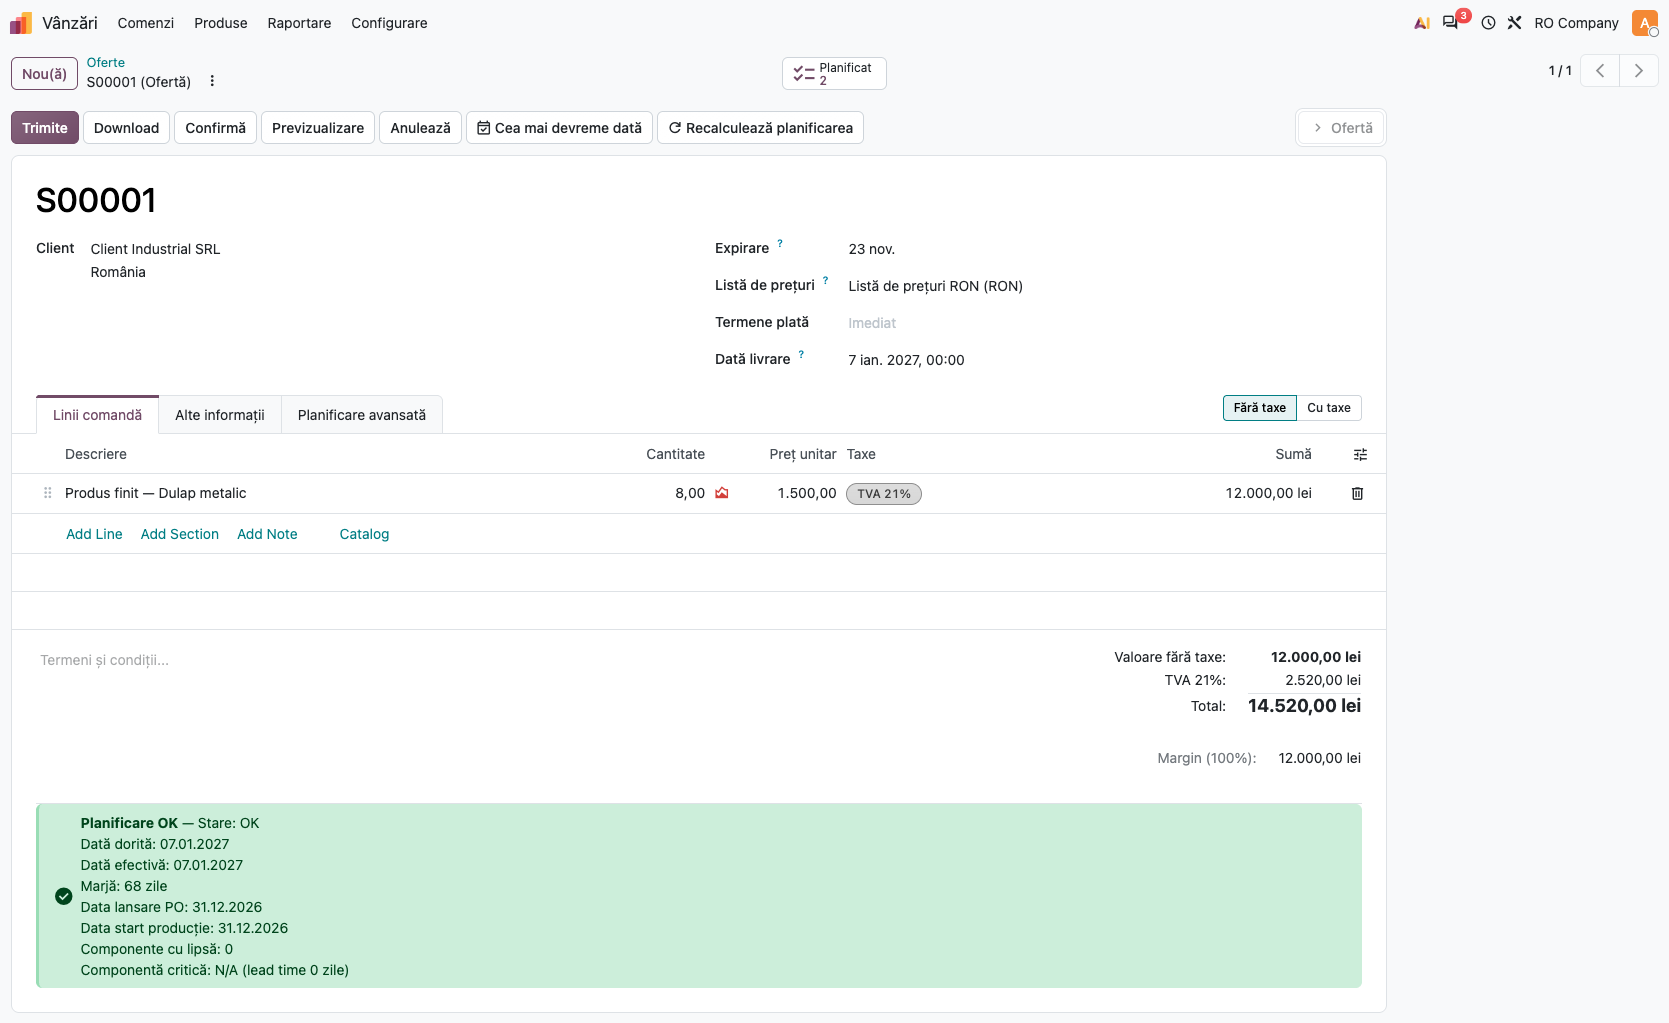 Vânzări Comenzi Produse Raportare Configurare
AI 3 RO Company A
Nou(ă)
Oferte
S00001 (Ofertă)
Planificat
2
1 / 1
Trimite Download Confirmă Previzualizare Anulează Cea mai devreme dată Recalculează planificarea Ofertă
S00001
Client Client Industrial SRL
România
Expirare ? 23 nov.
Listă de prețuri ? Listă de prețuri RON (RON)
Termene plată Imediat
Dată livrare ? 7 ian. 2027, 00:00
Linii comandă Alte informații Planificare avansată Fără taxe Cu taxe
Descriere Cantitate Preț unitar Taxe Sumă
Produs finit — Dulap metalic 8,00 1.500,00 TVA 21% 12.000,00 lei
Add Line Add Section Add Note Catalog
Termeni și condiții...
Valoare fără taxe: 12.000,00 lei
TVA 21%: 2.520,00 lei
Total: 14.520,00 lei
Margin (100%): 12.000,00 lei
Planificare OK — Stare: OK
Dată dorită: 07.01.2027
Dată efectivă: 07.01.2027
Marjă: 68 zile
Data lansare PO: 31.12.2026
Data start producție: 31.12.2026
Componente cu lipsă: 0
Componentă critică: N/A (lead time 0 zile)